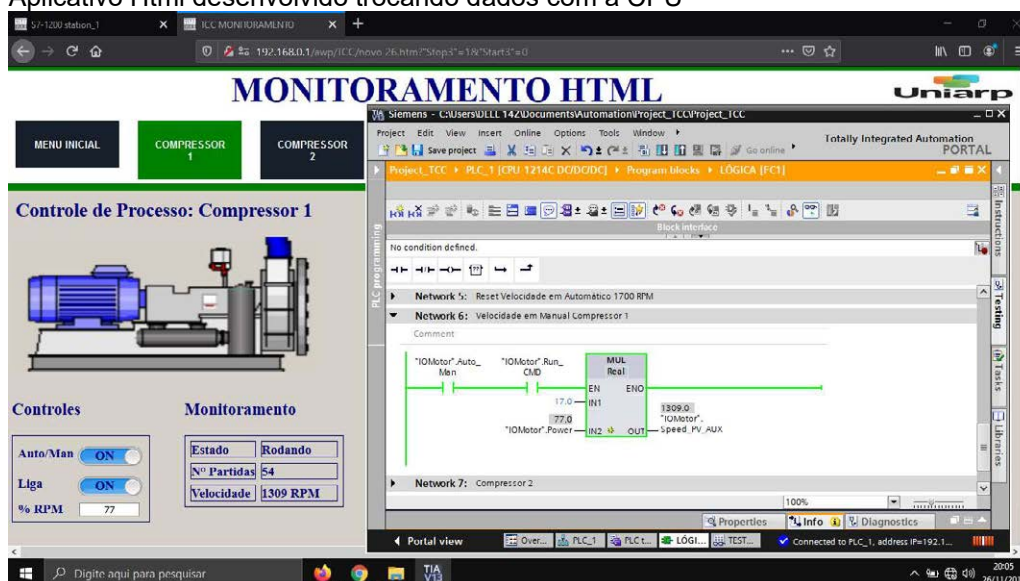 Aplicativo Html desenvolvido trocando dados com a CPU
S7-1200 station_1
TCC MONITORAMENTO
192.168.0.1/awp/TCC/novo 26.htm?"Stop3"=1&"Start3"=0
MONITORAMENTO HTML
Uniarp
MENU INICIAL
COMPRESSOR 1
COMPRESSOR 2
Controle de Processo: Compressor 1
Controles
Auto/Man ON
Liga ON
% RPM 77
Monitoramento
Estado Rodando
Nº Partidas 54
Velocidade 1309 RPM
Siemens - C:\Users\DELL 142\Documents\Automation\Project_TCC\Project_TCC
Project Edit View Insert Online Options Tools Window
Totally Integrated Automation
PORTAL
Save project
Go online
Project_TCC PLC_1 [CPU 1214C DC/DC/DC] Program blocks LÓGICA [FC1]
Block interface
PLC programming
No condition defined.
Network 5: Reset Velocidade em Automático 1700 RPM
Network 6: Velocidade em Manual Compressor 1
Comment
"IOMotor".Auto_
Man
"IOMotor".Run_
CMD
MUL
Real
EN ENO
17.0 IN1
77.0
"IOMotor".Power IN2
1309.0
"IOMotor".
OUT Speed_PV_AUX
Network 7: Compressor 2
100%
Instructions
Testing
Tasks
Libraries
Properties
Info
Diagnostics
Portal view
Over...
PLC_1
PLC t...
LÓGI...
TEST...
Connected to PLC_1, address IP=192.1...
Digite aqui para pesquisar
TIA
V13
20:05